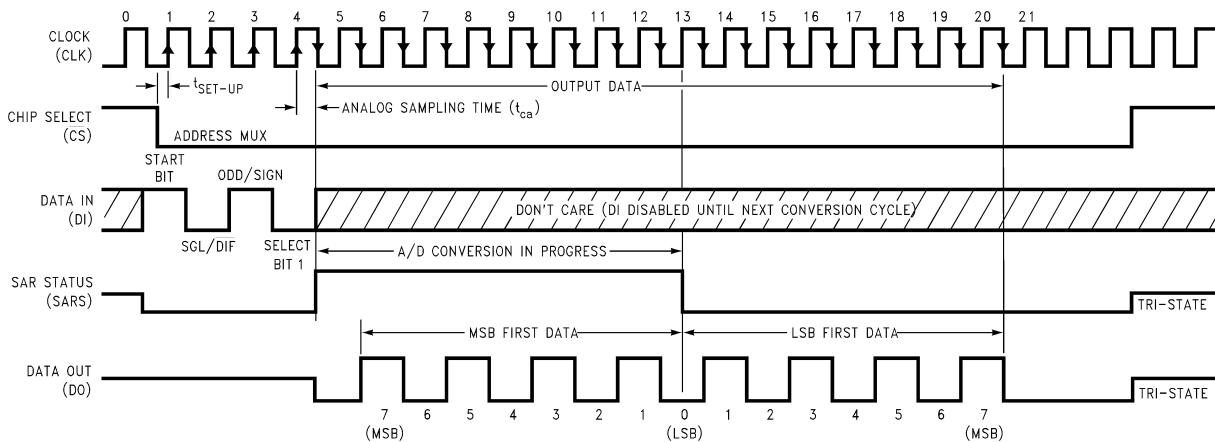 0 1 2 3 4 5 6 7 8 9 10 11 12 13 14 15 16 17 18 19 20 21
CLOCK
(CLK)
tSET-UP
OUTPUT DATA
ANALOG SAMPLING TIME (tca)
CHIP SELECT
(CS)
ADDRESS MUX
START
BIT
ODD/SIGN
DATA IN
(DI)
DON'T CARE (DI DISABLED UNTIL NEXT CONVERSION CYCLE)
SGL/DIF
SELECT
BIT 1
A/D CONVERSION IN PROGRESS
SAR STATUS
(SARS)
TRI-STATE
MSB FIRST DATA
LSB FIRST DATA
DATA OUT
(DO)
TRI-STATE
7 6 5 4 3 2 1 0 1 2 3 4 5 6 7
(MSB) (LSB) (MSB)